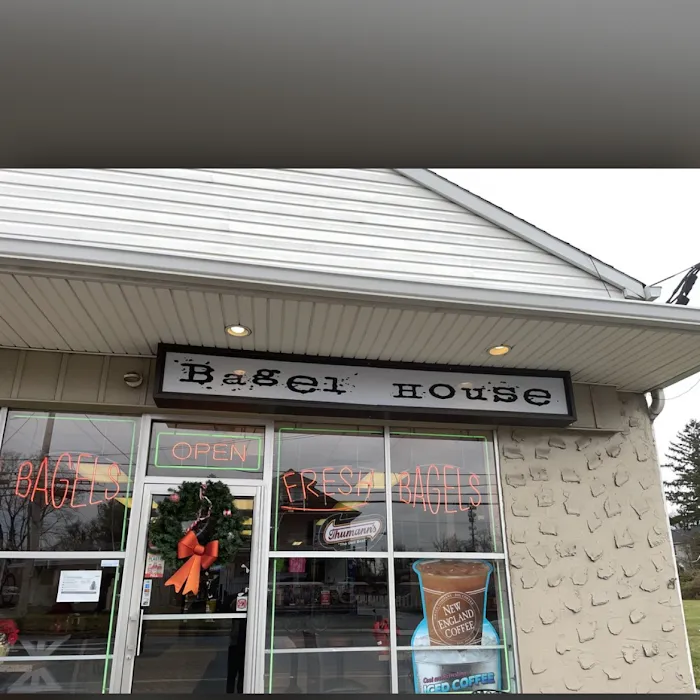 Bagel House
OPEN
BAGELS
FRESH BAGELS
Thumann's
NEW
ENGLAND
COFFEE
ICED COFFEE